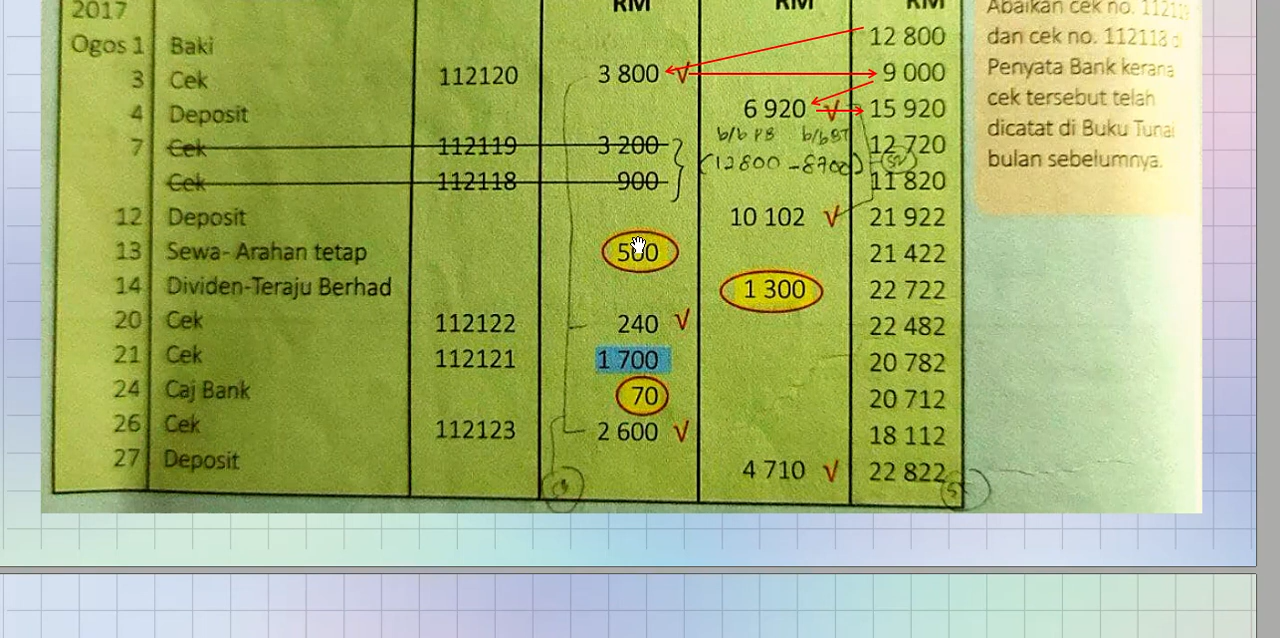 2017 RM RM RM
Ogos 1 Baki 12 800
3 Cek 112120 3 800 √ 9 000
4 Deposit 6 920 √ 15 920
b/b PB b/b BT
7 Cek 112119 3 200 12 720
(12800 - 8700)
Cek 112118 900 11 820
12 Deposit 10 102 √ 21 922
13 Sewa- Arahan tetap 500 21 422
14 Dividen-Teraju Berhad 1 300 22 722
20 Cek 112122 240 √ 22 482
21 Cek 112121 1 700 20 782
24 Caj Bank 70 20 712
26 Cek 112123 2 600 √ 18 112
27 Deposit 4 710 √ 22 822
Abaikan cek no.
dan cek no. 112118
Penyata Bank kerana
cek tersebut telah
dicatat di Buku Tunai
bulan sebelumnya.